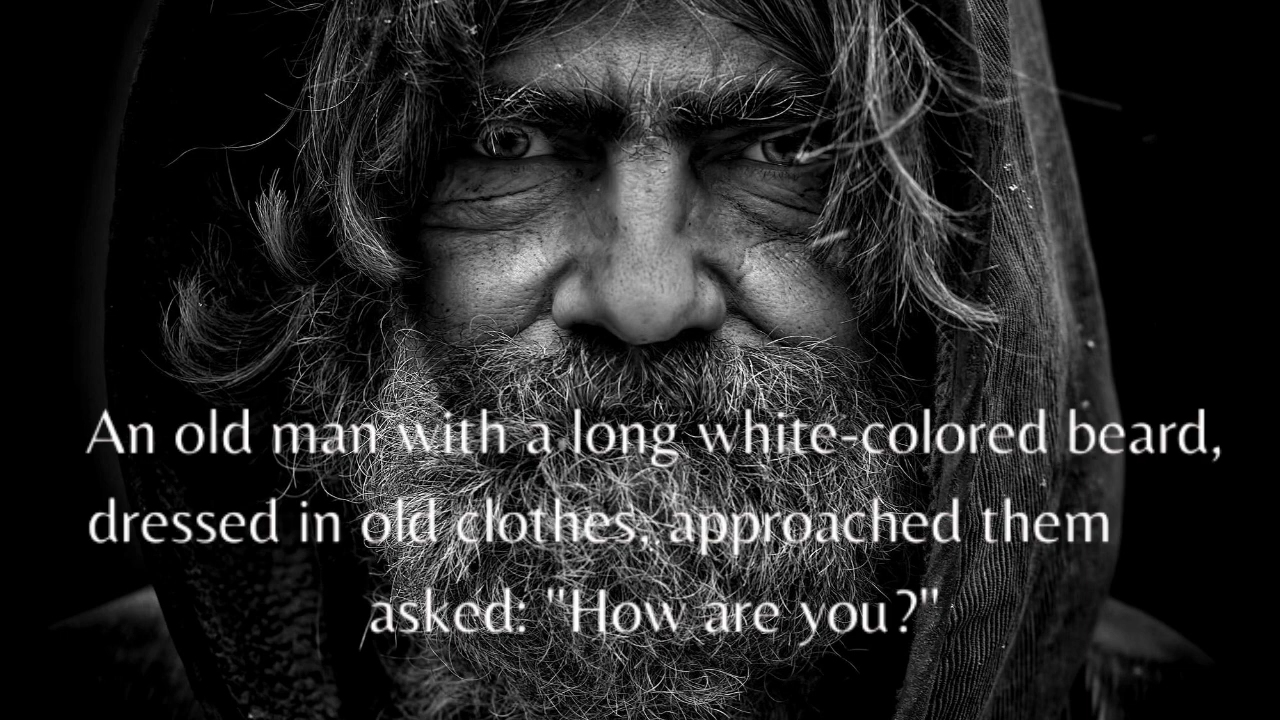 An old man with a long white-colored beard,
dressed in old clothes, approached them
asked: "How are you?"